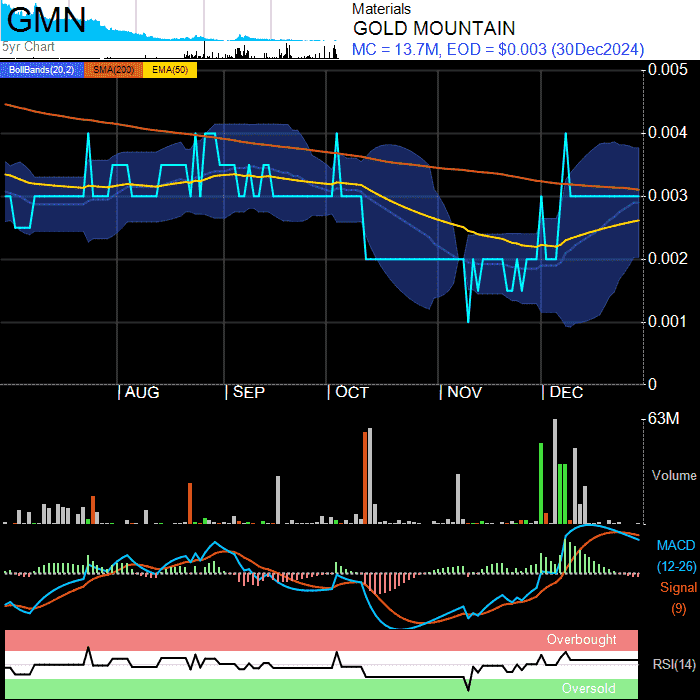 GMN
5yr Chart
Materials
GOLD MOUNTAIN
MC = 13.7M, EOD = $0.003 (30Dec2024)
BollBands(20,2) SMA(200) EMA(50)
0.005
0.004
0.003
0.002
0.001
0
AUG SEP OCT NOV DEC
63M
Volume
MACD
(12-26)
Signal
(9)
Overbought
RSI(14)
Oversold